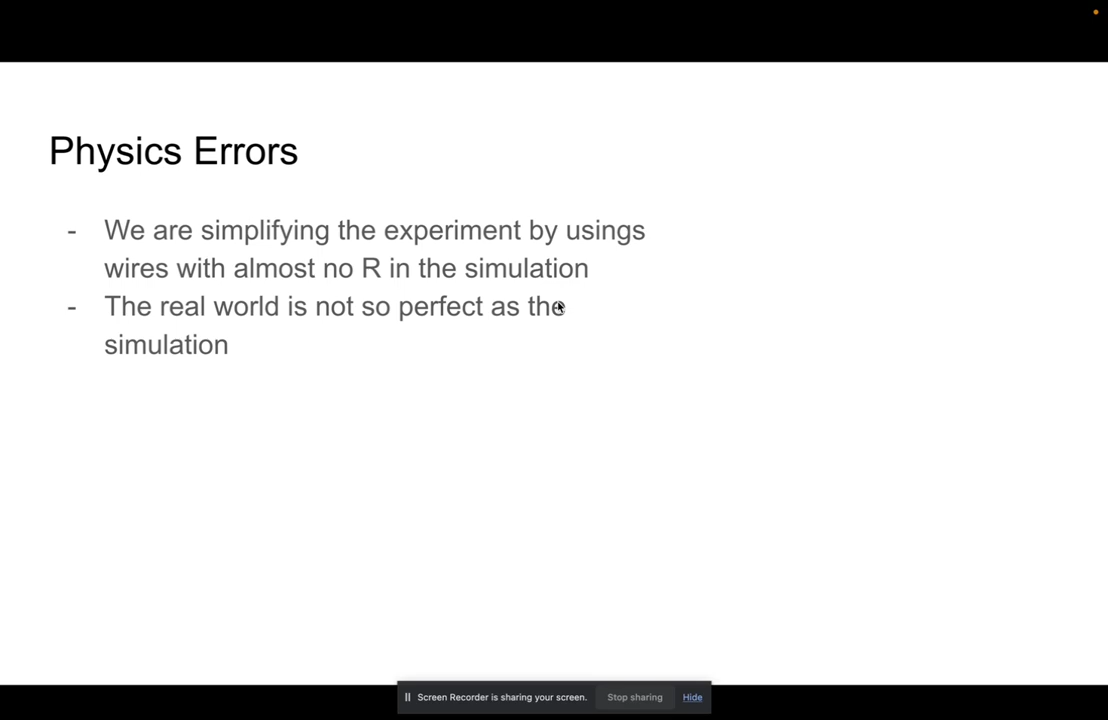 Physics Errors
- We are simplifying the experiment by usings
wires with almost no R in the simulation
- The real world is not so perfect as the
simulation
Screen Recorder is sharing your screen. Stop sharing Hide